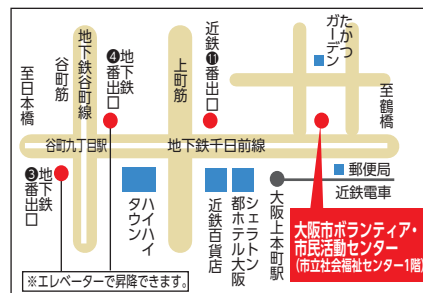 至日本橋
谷町筋
地下鉄谷町線
地下鉄
❹番出口
上町筋
近鉄
⓫番出口
たかつ
ガーデン
至鶴橋
谷町九丁目駅
地下鉄千日前線
地下鉄
❸番出口
ハイハイ
タウン
近鉄百貨店
シェラトン
都ホテル大阪
大阪上本町駅
郵便局
近鉄電車
大阪市ボランティア・
市民活動センター
(市立社会福祉センター1階)
※エレベーターで昇降できます。